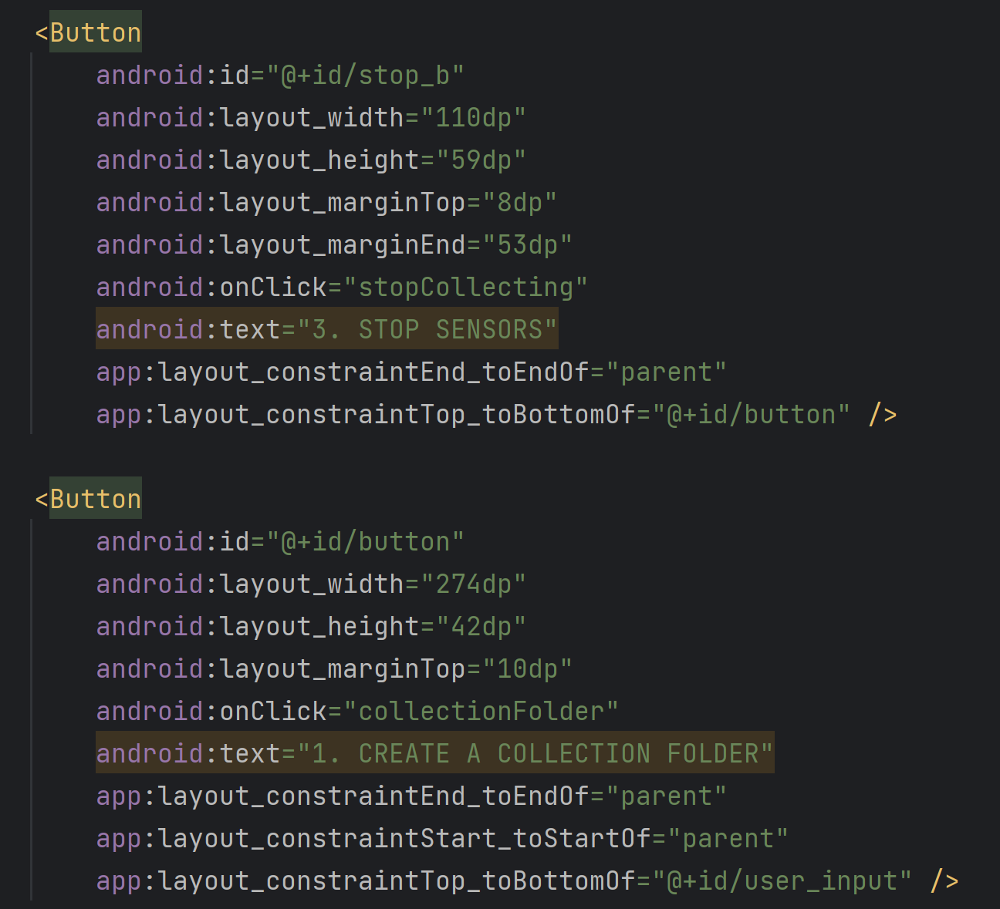 <Button
android:id="@+id/stop_b"
android:layout_width="110dp"
android:layout_height="59dp"
android:layout_marginTop="8dp"
android:layout_marginEnd="53dp"
android:onClick="stopCollecting"
android:text="3. STOP SENSORS"
app:layout_constraintEnd_toEndOf="parent"
app:layout_constraintTop_toBottomOf="@+id/button" />
<Button
android:id="@+id/button"
android:layout_width="274dp"
android:layout_height="42dp"
android:layout_marginTop="10dp"
android:onClick="collectionFolder"
android:text="1. CREATE A COLLECTION FOLDER"
app:layout_constraintEnd_toEndOf="parent"
app:layout_constraintStart_toStartOf="parent"
app:layout_constraintTop_toBottomOf="@+id/user_input" />